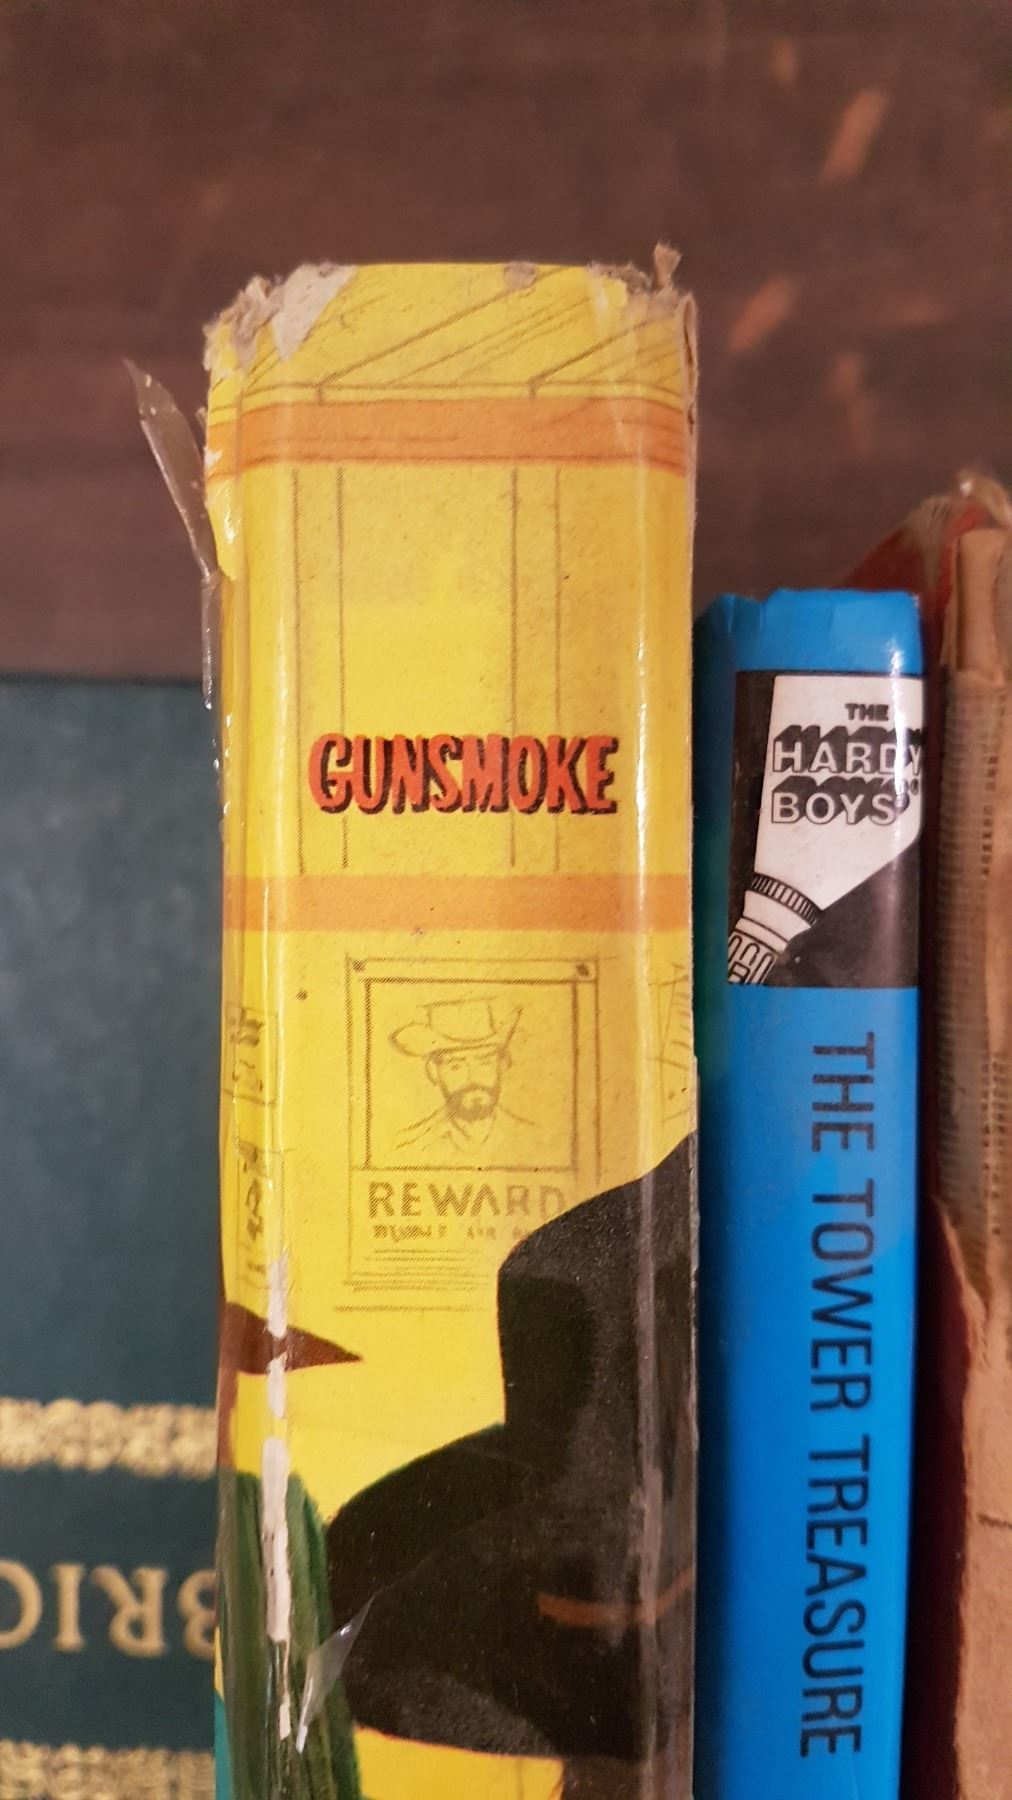 GUNSMOKE
REWARD
THE
HARDY
BOYS
THE TOWER TREASURE